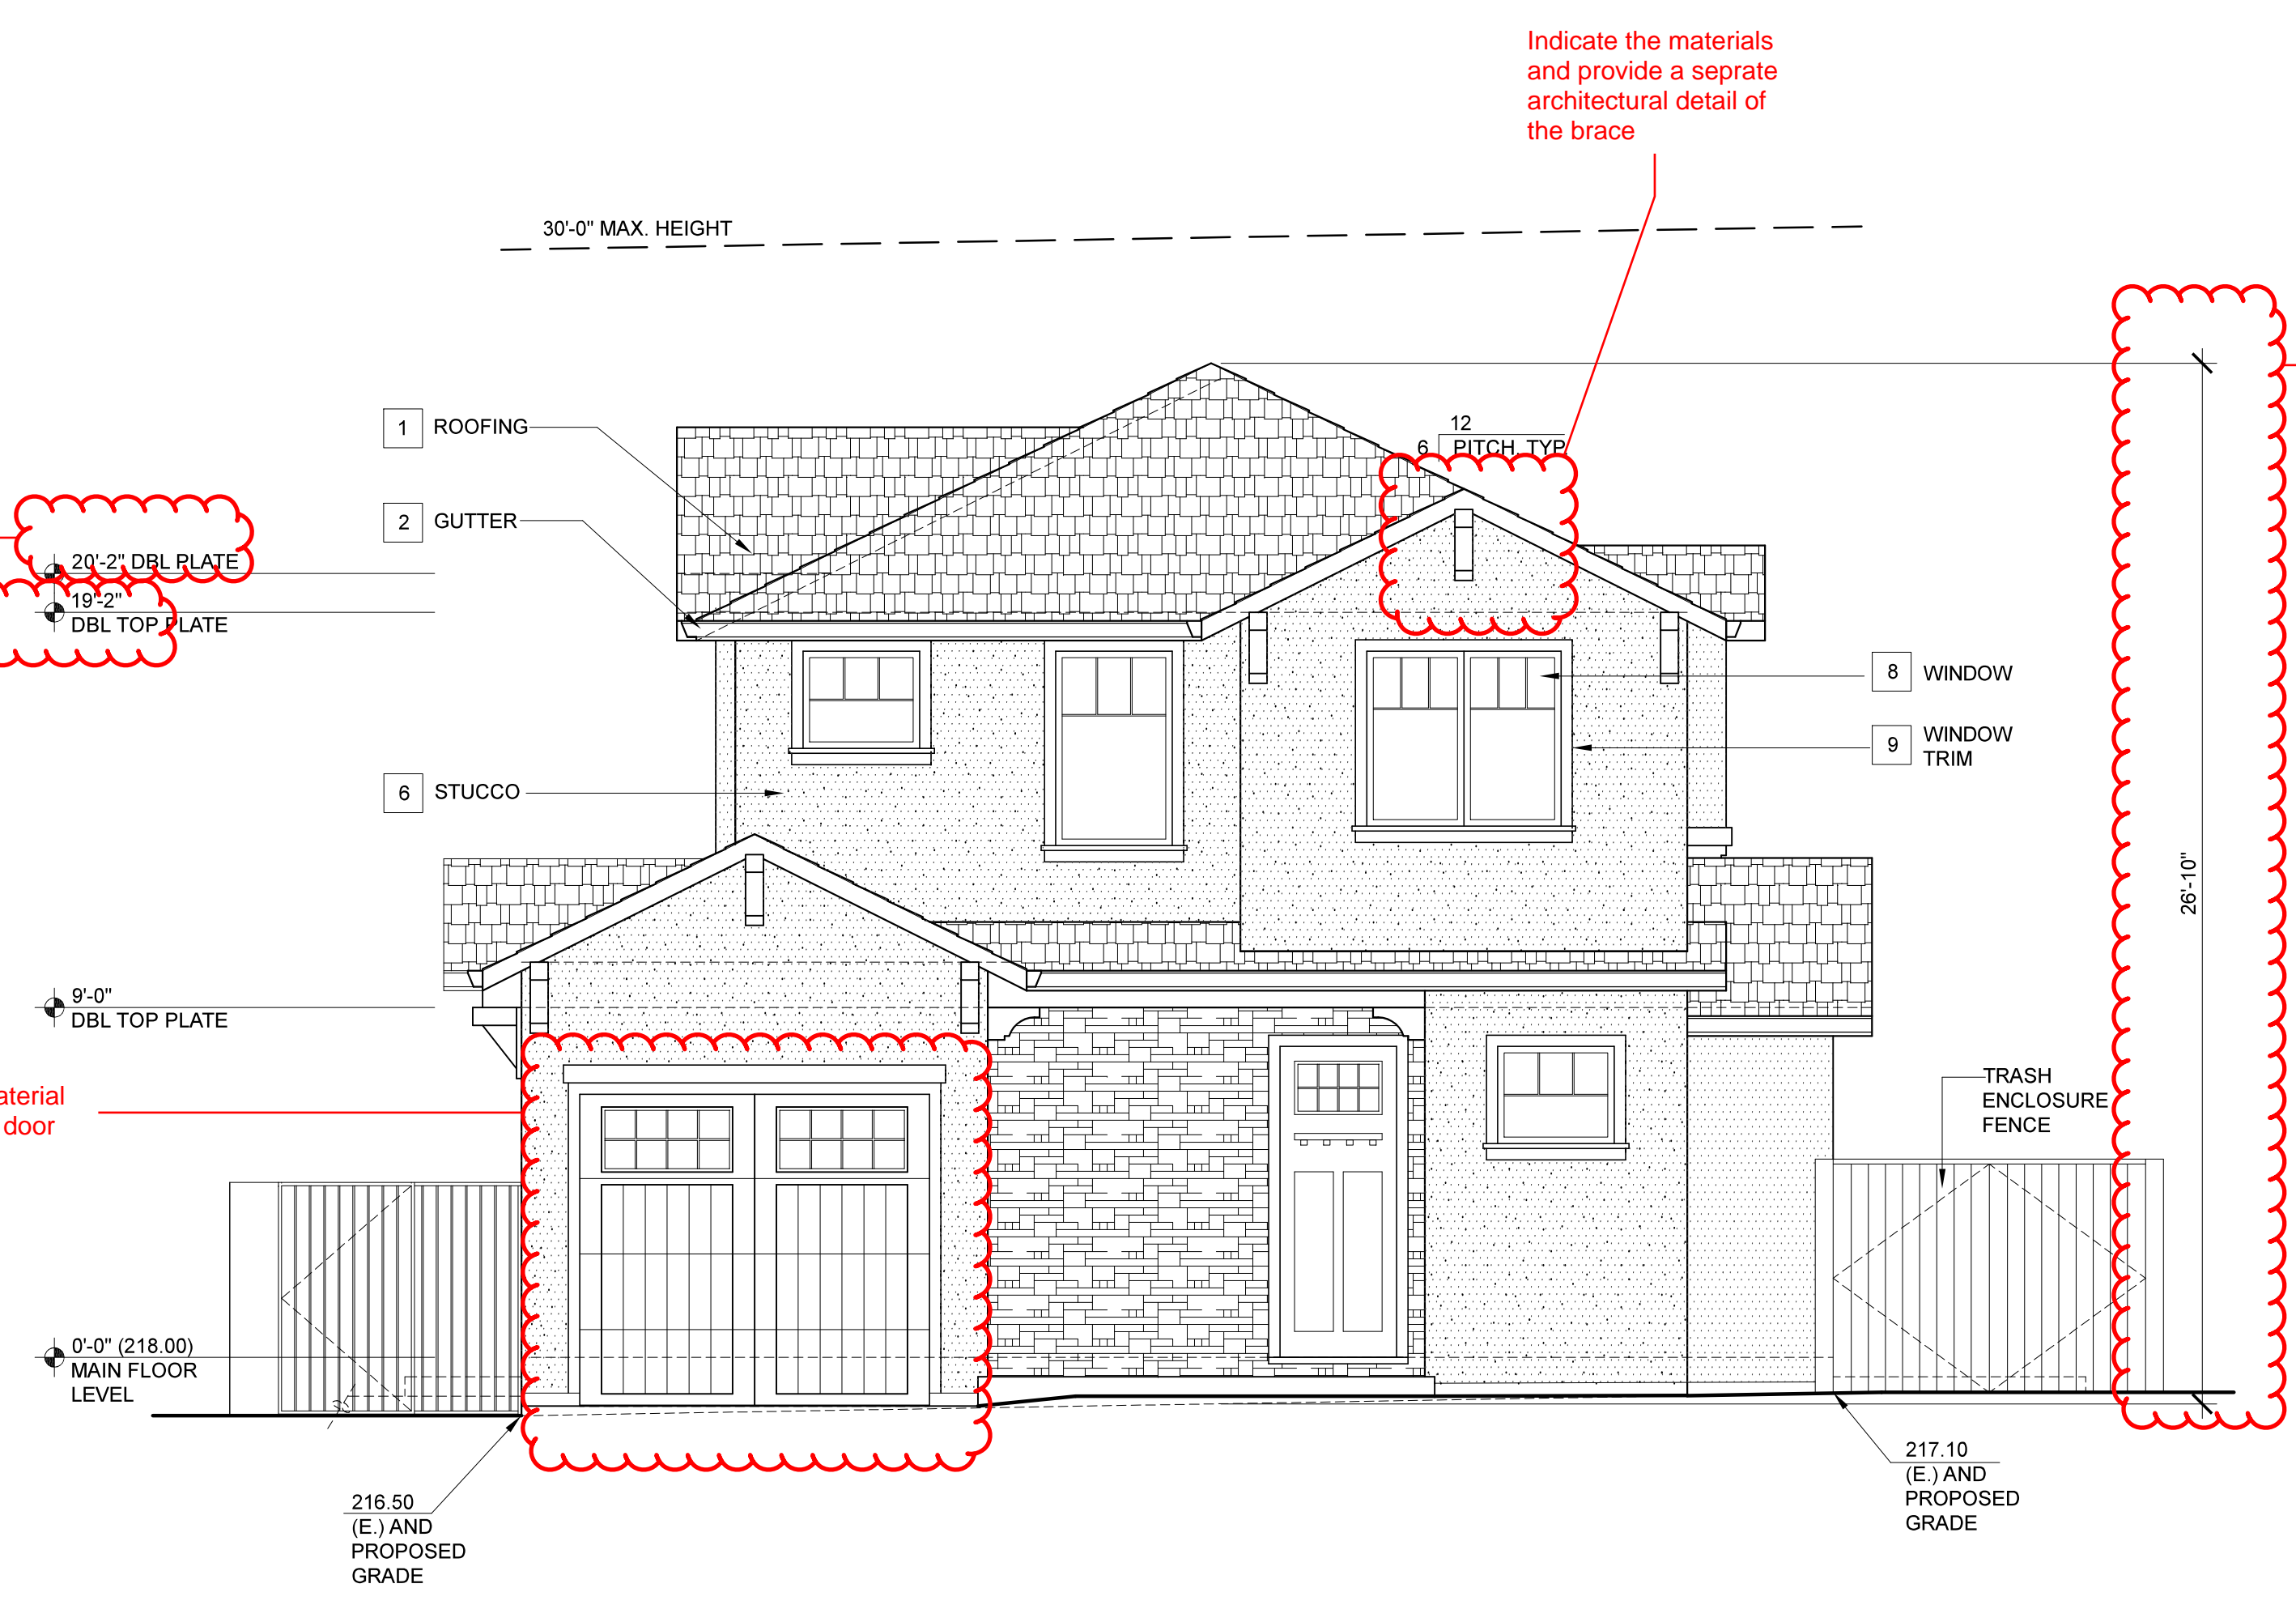 Indicate the materials
and provide a seprate
architectural detail of
the brace
30'-0" MAX. HEIGHT
12
6 PITCH, TYP
1 ROOFING
2 GUTTER
20'-2" DBL PLATE
19'-2"
DBL TOP PLATE
8 WINDOW
9 WINDOW
TRIM
6 STUCCO
26'-10"
9'-0"
DBL TOP PLATE
aterial
door
TRASH
ENCLOSURE
FENCE
0'-0" (218.00)
MAIN FLOOR
LEVEL
217.10
(E.) AND
PROPOSED
GRADE
216.50
(E.) AND
PROPOSED
GRADE